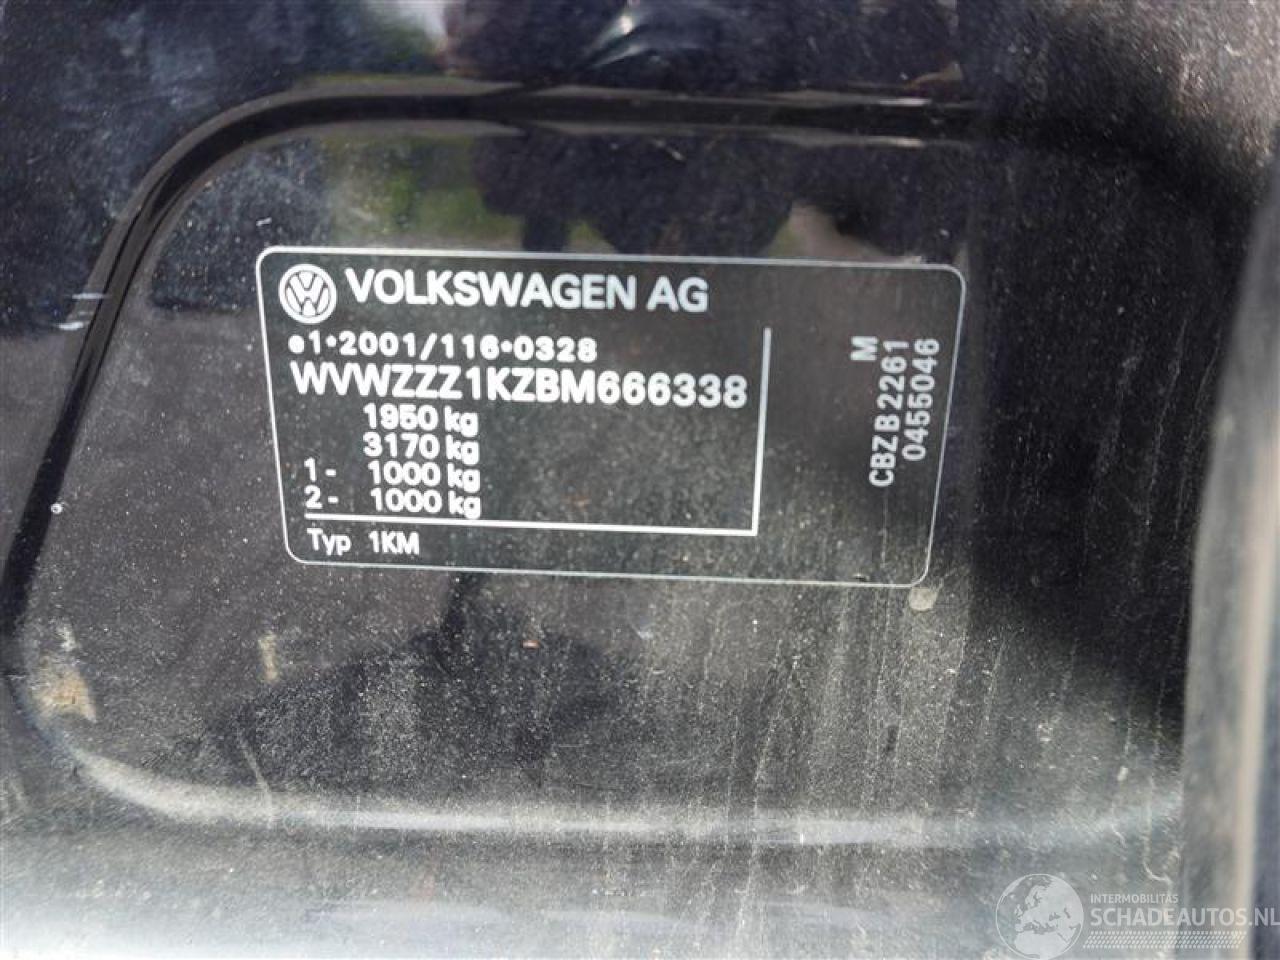 VOLKSWAGEN AG
e1*2001/116*0328
WVWZZZ1KZBM666338
1950 kg
3170 kg
1- 1000 kg
2- 1000 kg
Typ 1KM
M
CBZ B 2261
0455046
INTERMOBILITAS
SCHADEAUTOS.NL